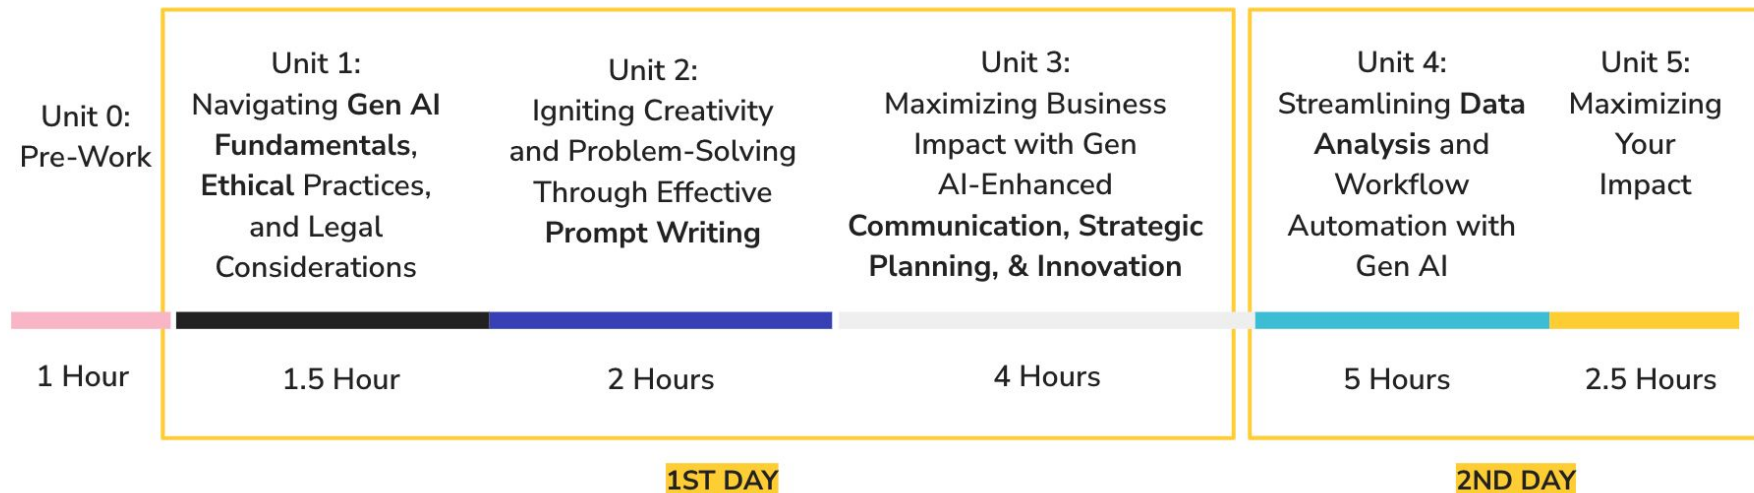 Unit 0:
Pre-Work
1 Hour
Unit 1:
Navigating Gen AI
Fundamentals,
Ethical Practices,
and Legal
Considerations
1.5 Hour
Unit 2:
Igniting Creativity
and Problem-Solving
Through Effective
Prompt Writing
2 Hours
Unit 3:
Maximizing Business
Impact with Gen
AI-Enhanced
Communication, Strategic
Planning, & Innovation
4 Hours
1ST DAY
Unit 4:
Streamlining Data
Analysis and
Workflow
Automation with
Gen AI
5 Hours
Unit 5:
Maximizing
Your
Impact
2.5 Hours
2ND DAY